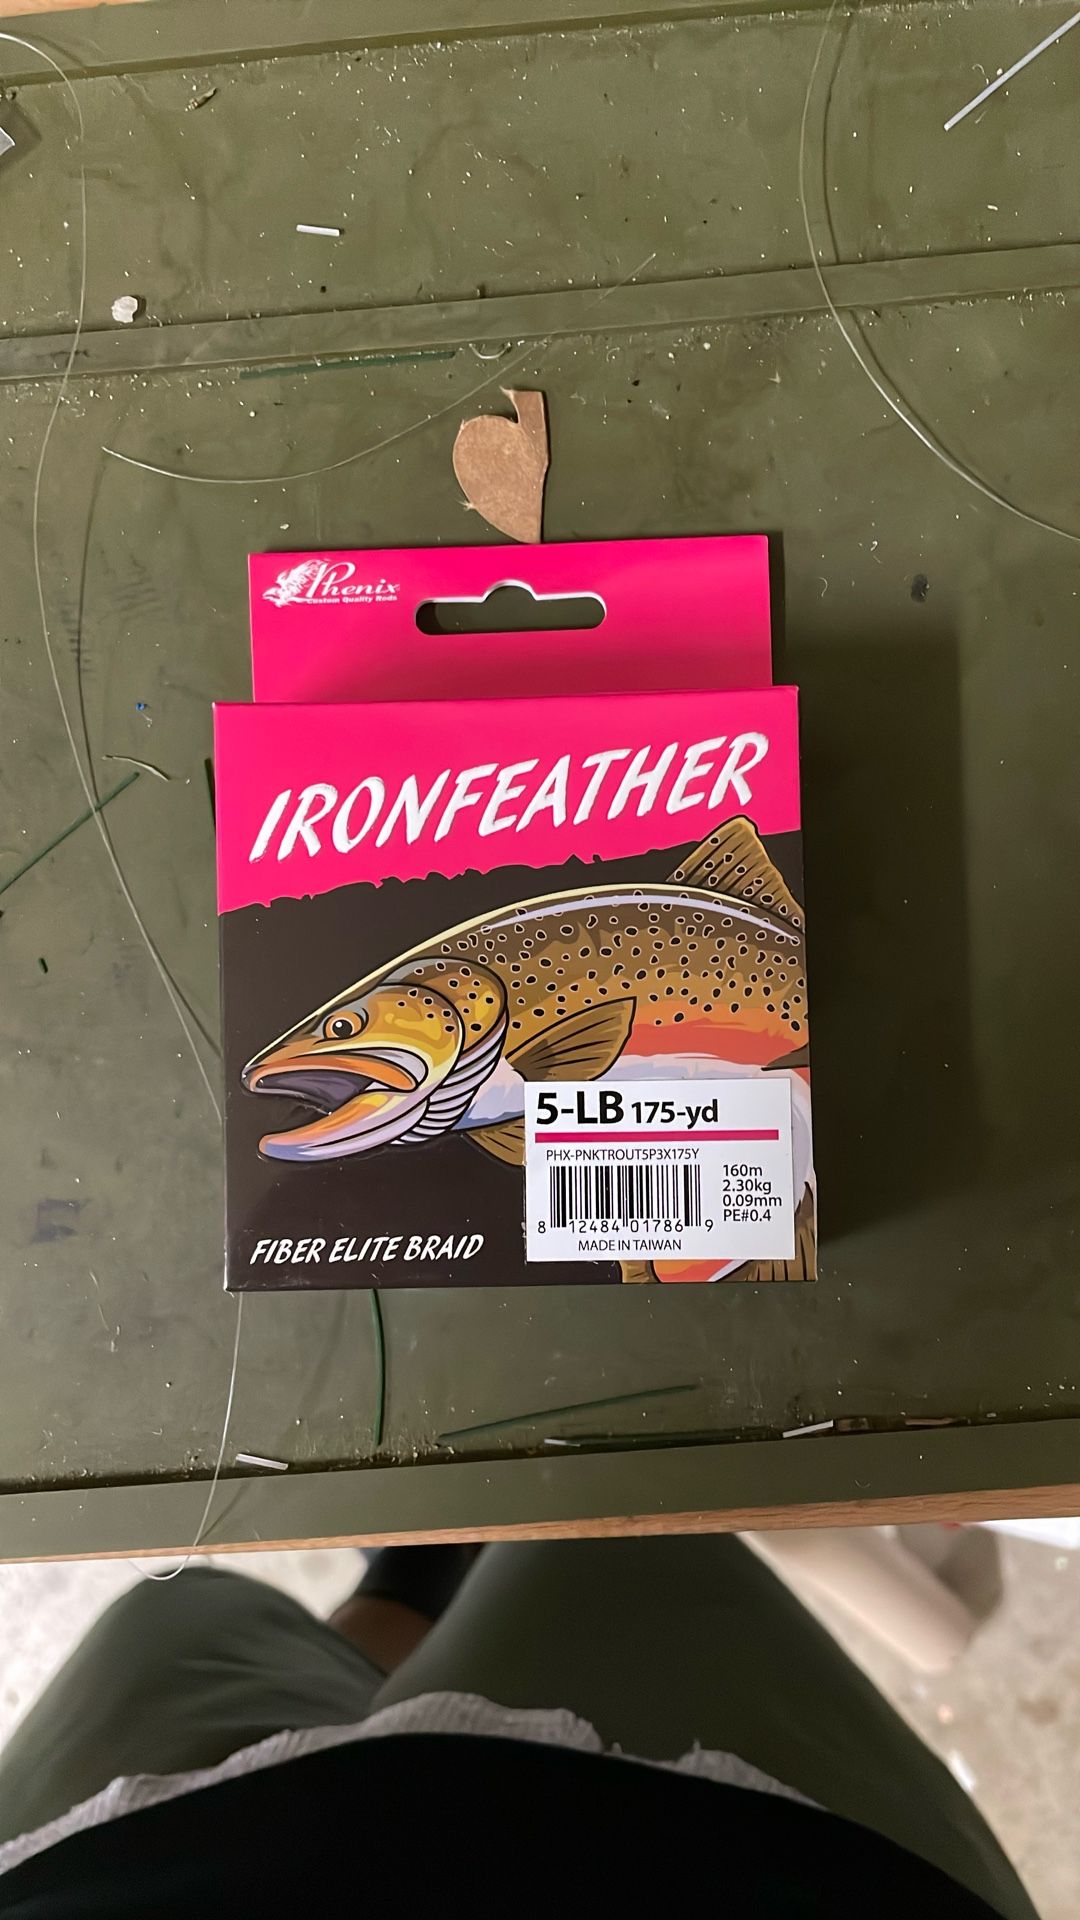 Phenix
Custom Quality Rods
IRONFEATHER
5-LB 175-yd
PHX-PNKTROUT5P3X175Y
160m
2.30kg
0.09mm
PE#0.4
8 12484 01786 9
MADE IN TAIWAN
FIBER ELITE BRAID